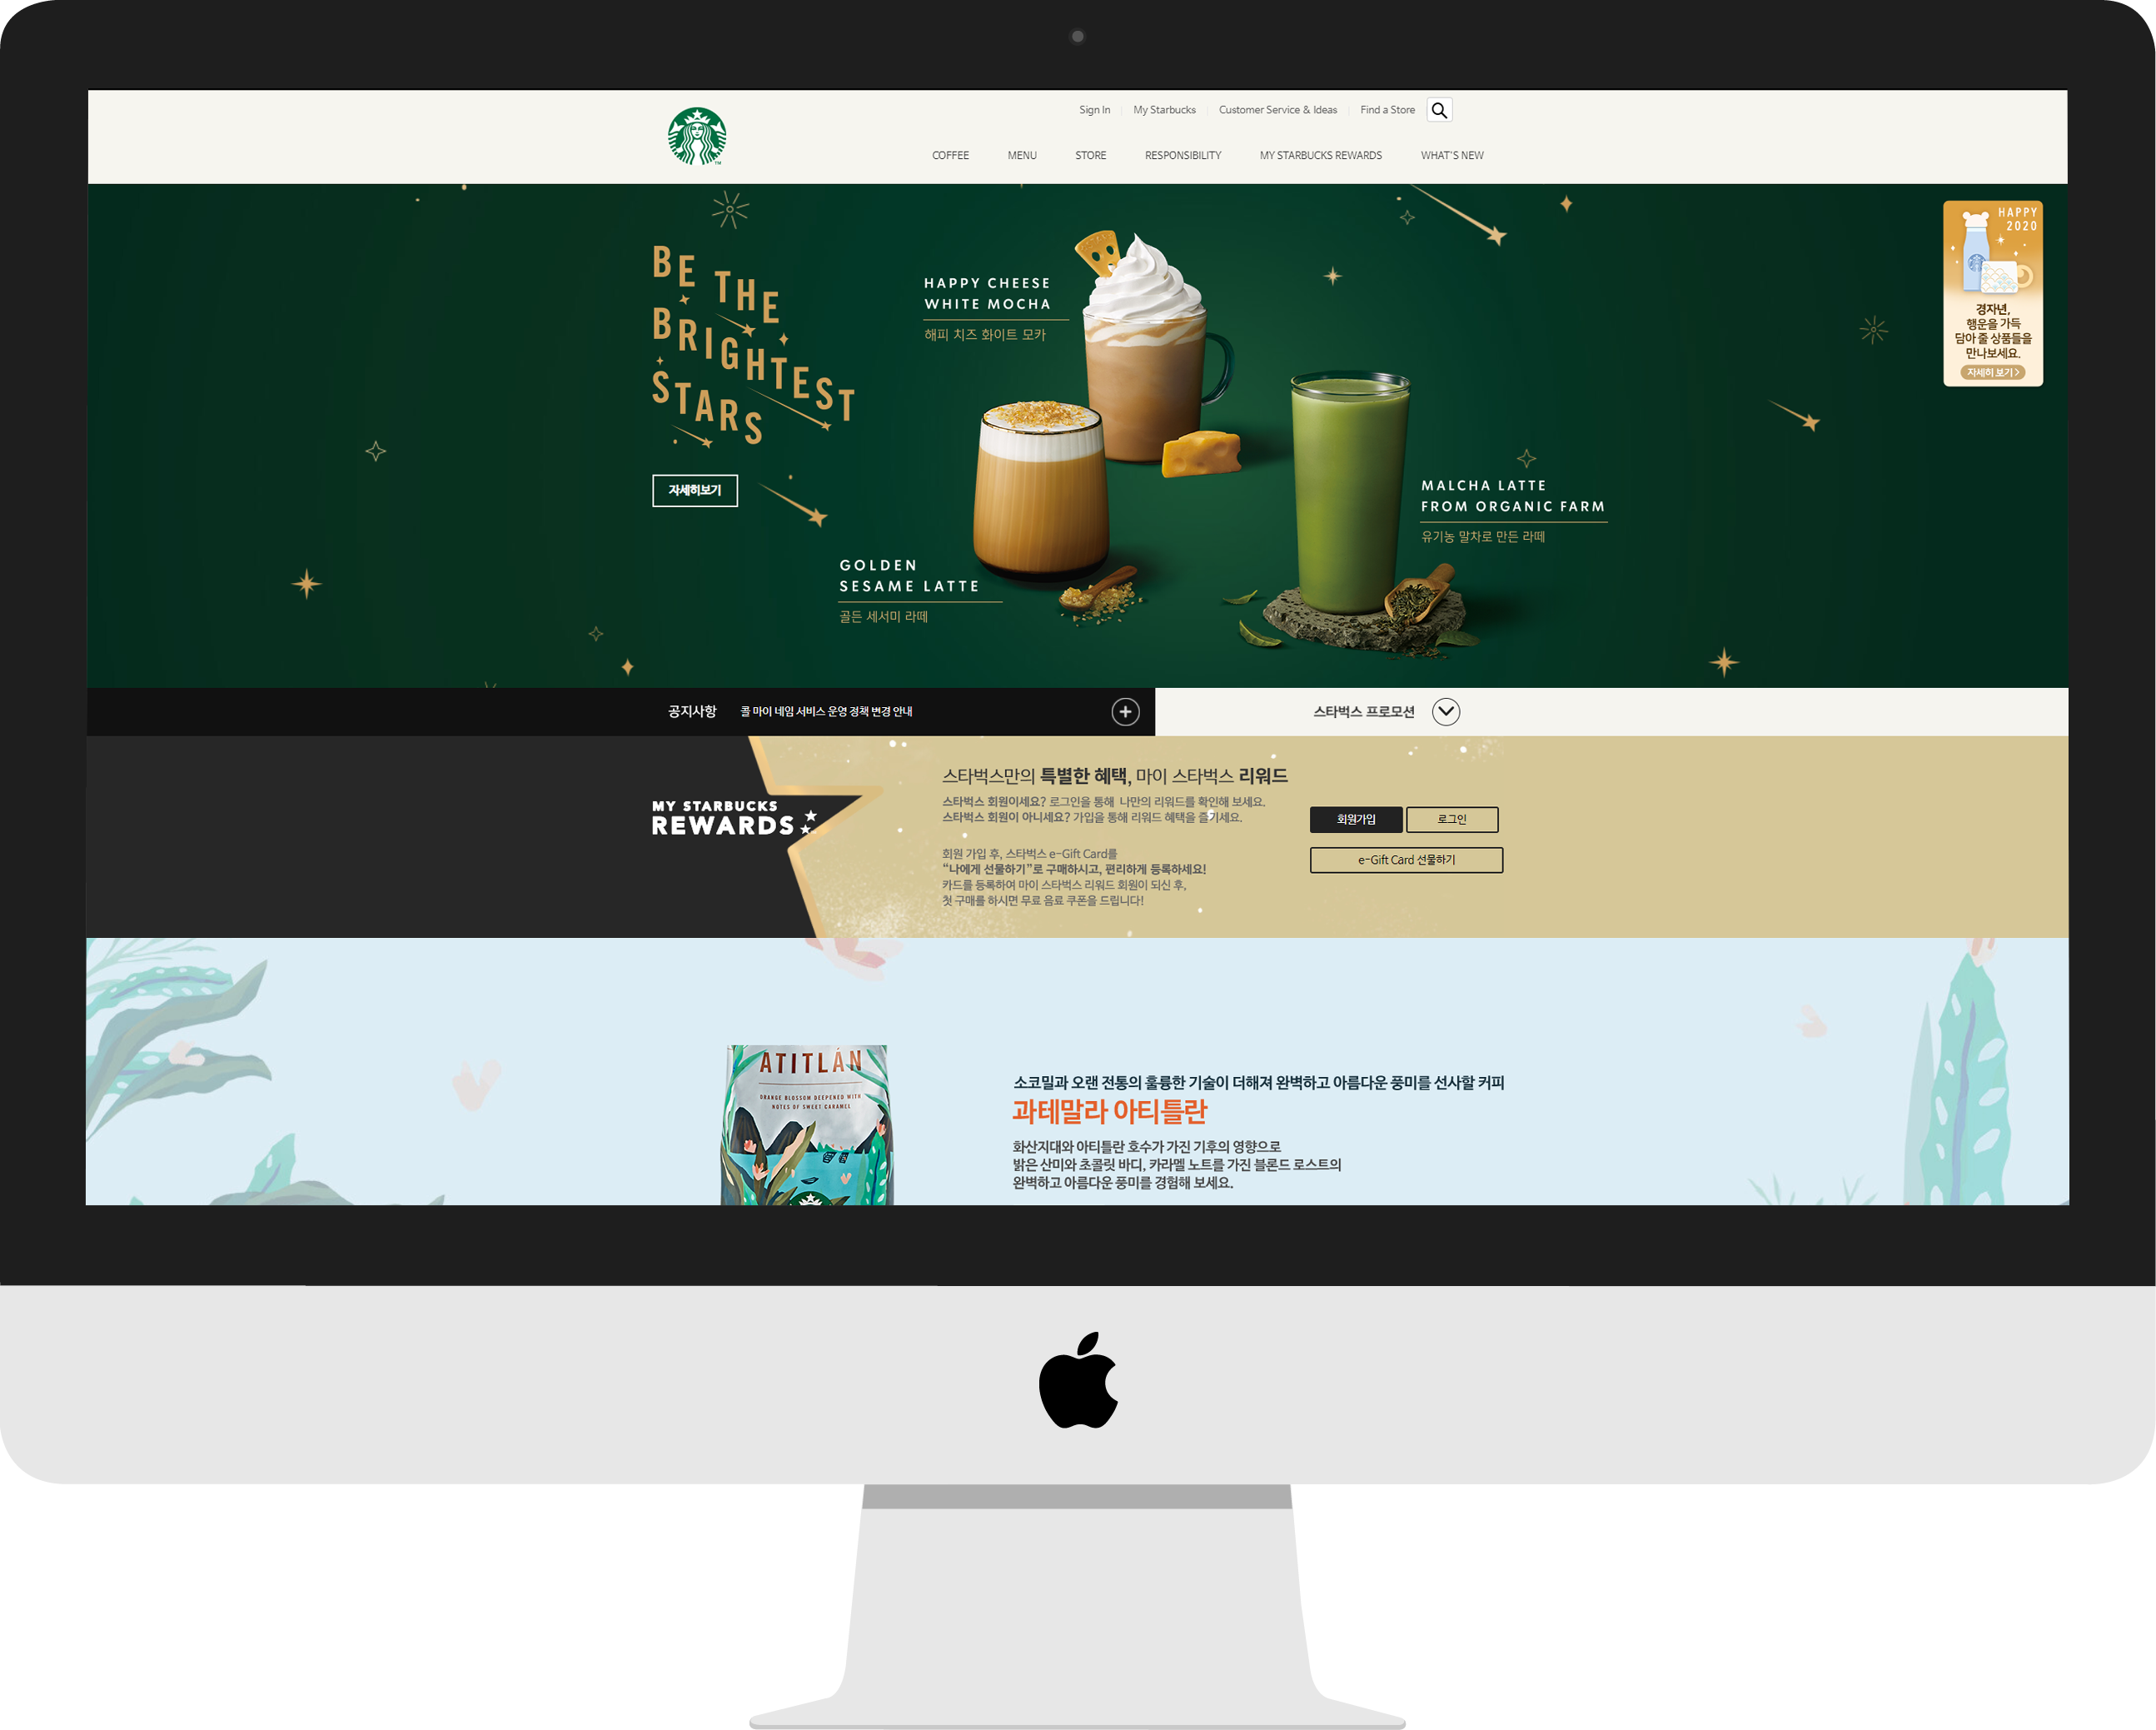 Sign In
My Starbucks
Customer Service & Ideas
Find a Store
COFFEE
MENU
STORE
RESPONSIBILITY
MY STARBUCKS REWARDS
WHAT'S NEW
BE THE
BRIGHTEST
STARS
자세히보기
HAPPY CHEESE
WHITE MOCHA
해피 치즈 화이트 모카
GOLDEN
SESAME LATTE
골든 세서미 라떼
MALCHA LATTE
FROM ORGANIC FARM
유기농 말차로 만든 라떼
HAPPY
2020
경자년,
행운을 가득
담아 줄 상품들을
만나보세요.
자세히 보기 >
공지사항
콜 마이 네임 서비스 운영 정책 변경 안내
스타벅스 프로모션
MY STARBUCKS
REWARDS
스타벅스만의 특별한 혜택, 마이 스타벅스 리워드
스타벅스 회원이세요? 로그인을 통해 나만의 리워드를 확인해 보세요.
스타벅스 회원이 아니세요? 가입을 통해 리워드 혜택을 즐기세요.
회원 가입 후, 스타벅스 e-Gift Card를
“나에게 선물하기”로 구매하시고, 편리하게 등록하세요!
카드를 등록하여 마이 스타벅스 리워드 회원이 되신 후,
첫 구매를 하시면 무료 음료 쿠폰을 드립니다!
회원가입
로그인
e-Gift Card 선물하기
ATITLÁN
ORANGE BLOSSOM DEEPENED WITH
NOTES OF SWEET CARAMEL
소코밀과 오랜 전통의 훌륭한 기술이 더해져 완벽하고 아름다운 풍미를 선사할 커피
과테말라 아티틀란
화산지대와 아티틀란 호수가 가진 기후의 영향으로
밝은 산미와 초콜릿 바디, 카라멜 노트를 가진 블론드 로스트의
완벽하고 아름다운 풍미를 경험해 보세요.